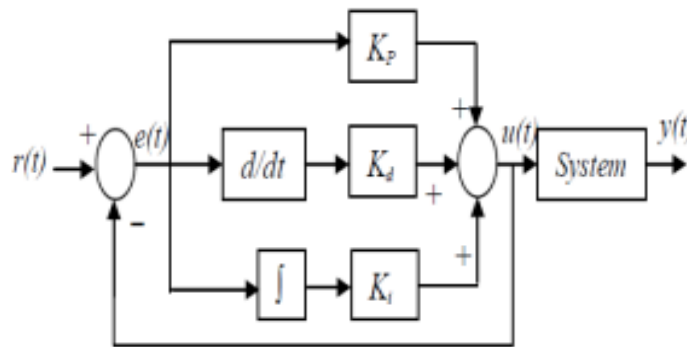 K_P
+
+
e(t)
u(t)
y(t)
r(t)
d/dt
K_d
System
+
−
+
∫
K_i